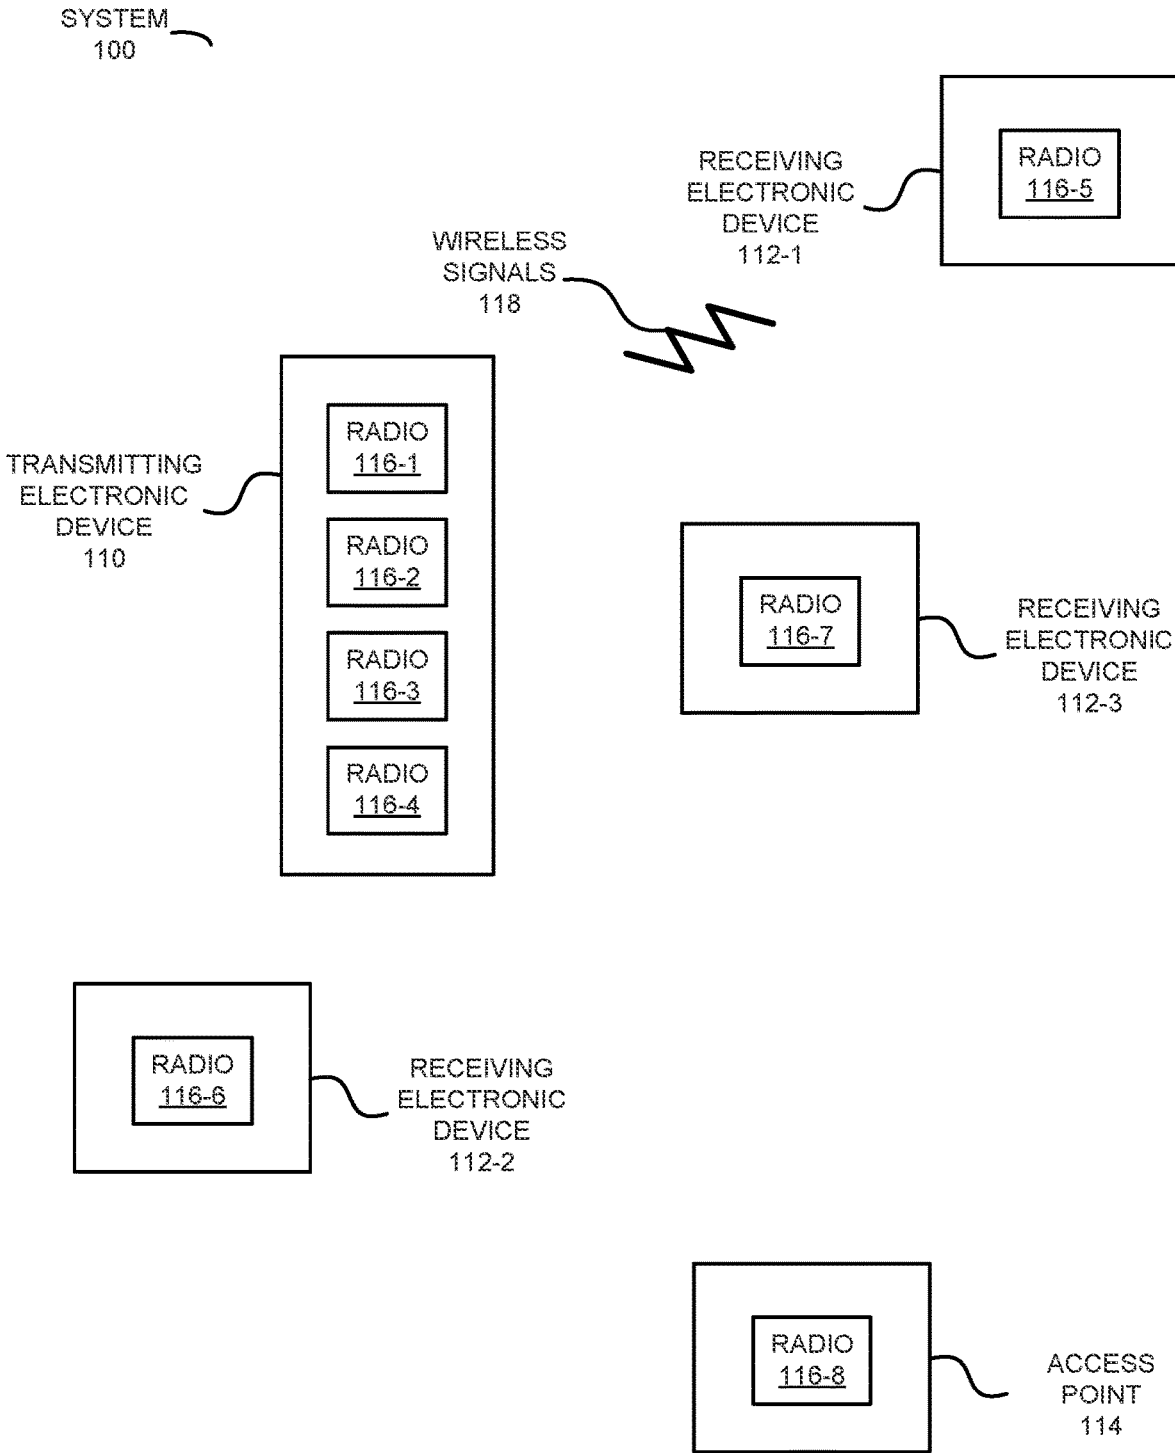 SYSTEM
100
RECEIVING
ELECTRONIC
DEVICE
112-1
RADIO
116-5
WIRELESS
SIGNALS
118
TRANSMITTING
ELECTRONIC
DEVICE
110
RADIO
116-1
RADIO
116-2
RADIO
116-3
RADIO
116-4
RADIO
116-7
RECEIVING
ELECTRONIC
DEVICE
112-3
RADIO
116-6
RECEIVING
ELECTRONIC
DEVICE
112-2
RADIO
116-8
ACCESS
POINT
114